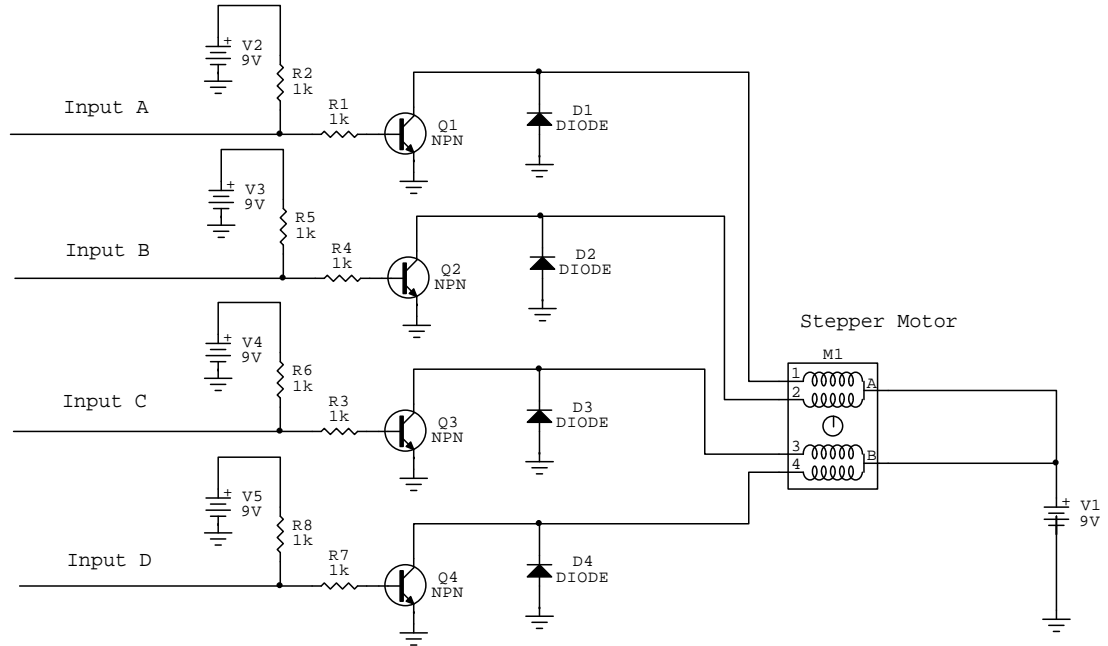 V2
9V
R2
1k
Input A
R1
1k
Q1
NPN
D1
DIODE
V3
9V
R5
1k
Input B
R4
1k
Q2
NPN
D2
DIODE
Stepper Motor
M1
1
2
A
3
4
B
V4
9V
R6
1k
Input C
R3
1k
Q3
NPN
D3
DIODE
V5
9V
R8
1k
Input D
R7
1k
Q4
NPN
D4
DIODE
V1
9V